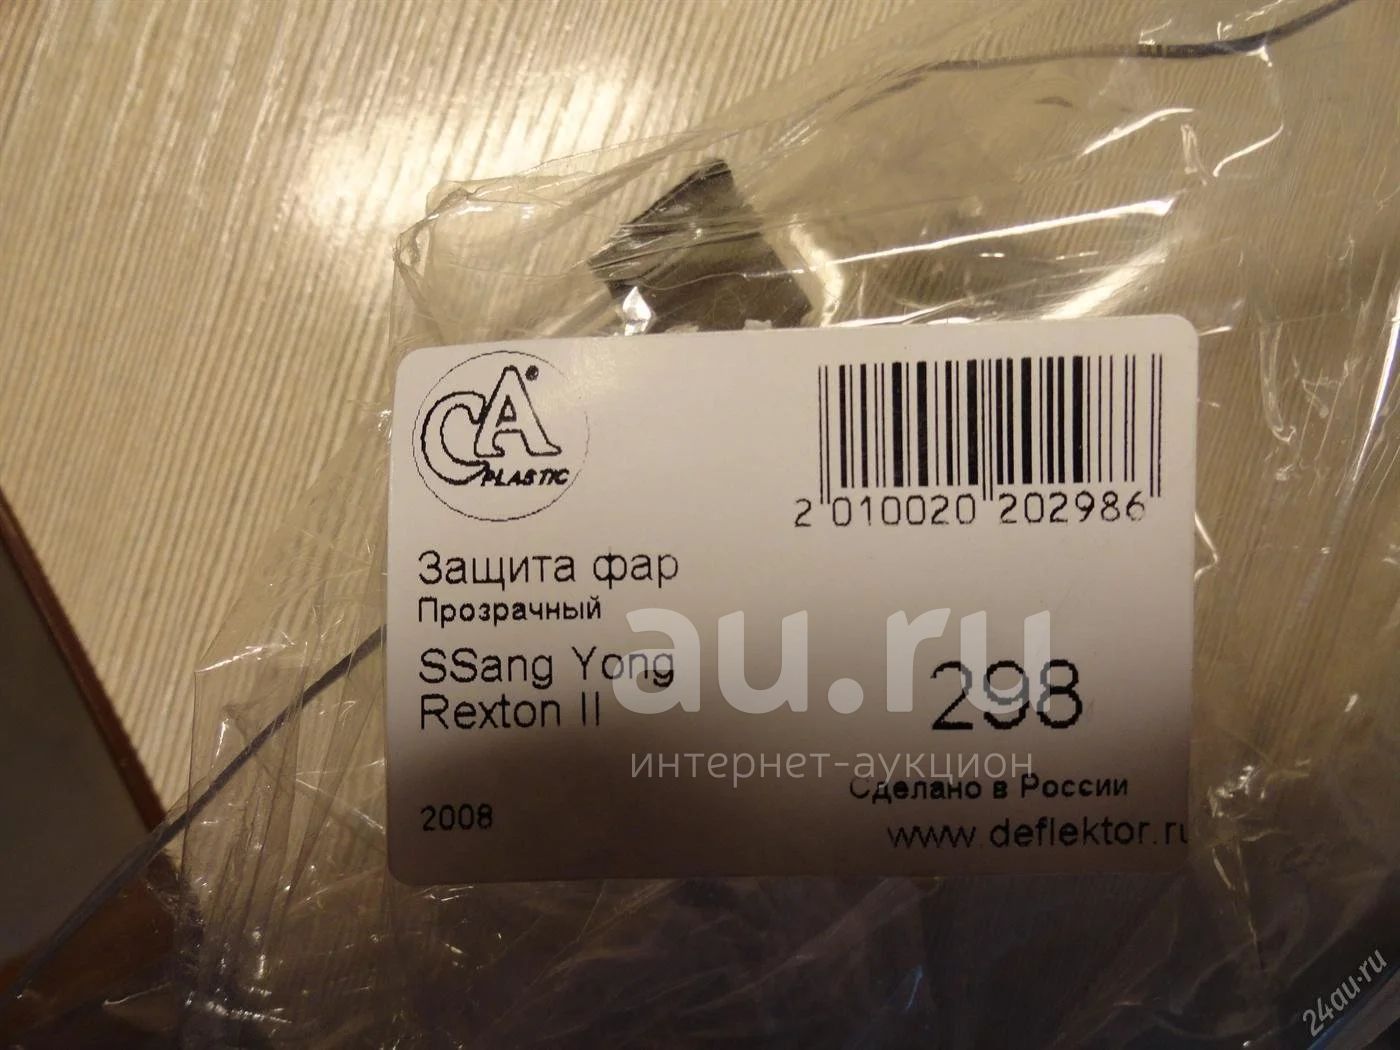 CA
PLASTIC
2 010020 202986
Защита фар
Прозрачный
SSang Yong
Rexton II
298
au.ru
интернет-аукцион
Сделано в России
2008
www.deflektor.ru
24au.ru